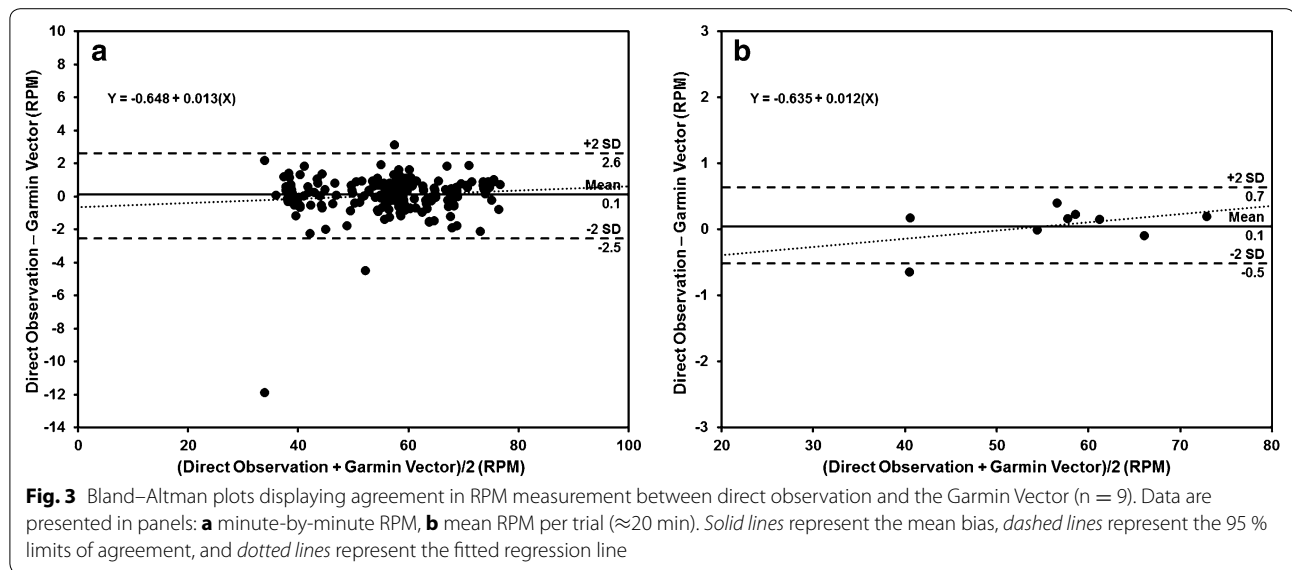 a
Y = -0.648 + 0.013(X)
Direct Observation – Garmin Vector (RPM)
10
8
6
4
2
0
-2
-4
-6
-8
-10
-12
-14
+2 SD
2.6
Mean
0.1
-2 SD
-2.5
0
20
40
60
80
100
(Direct Observation + Garmin Vector)/2 (RPM)
b
Y = -0.635 + 0.012(X)
Direct Observation – Garmin Vector (RPM)
3
2
1
0
-1
-2
-3
+2 SD
0.7
Mean
0.1
-2 SD
-0.5
20
30
40
50
60
70
80
(Direct Observation + Garmin Vector)/2 (RPM)
Fig. 3 Bland–Altman plots displaying agreement in RPM measurement between direct observation and the Garmin Vector (n = 9). Data are
presented in panels: a minute-by-minute RPM, b mean RPM per trial (≈20 min). Solid lines represent the mean bias, dashed lines represent the 95 %
limits of agreement, and dotted lines represent the fitted regression line